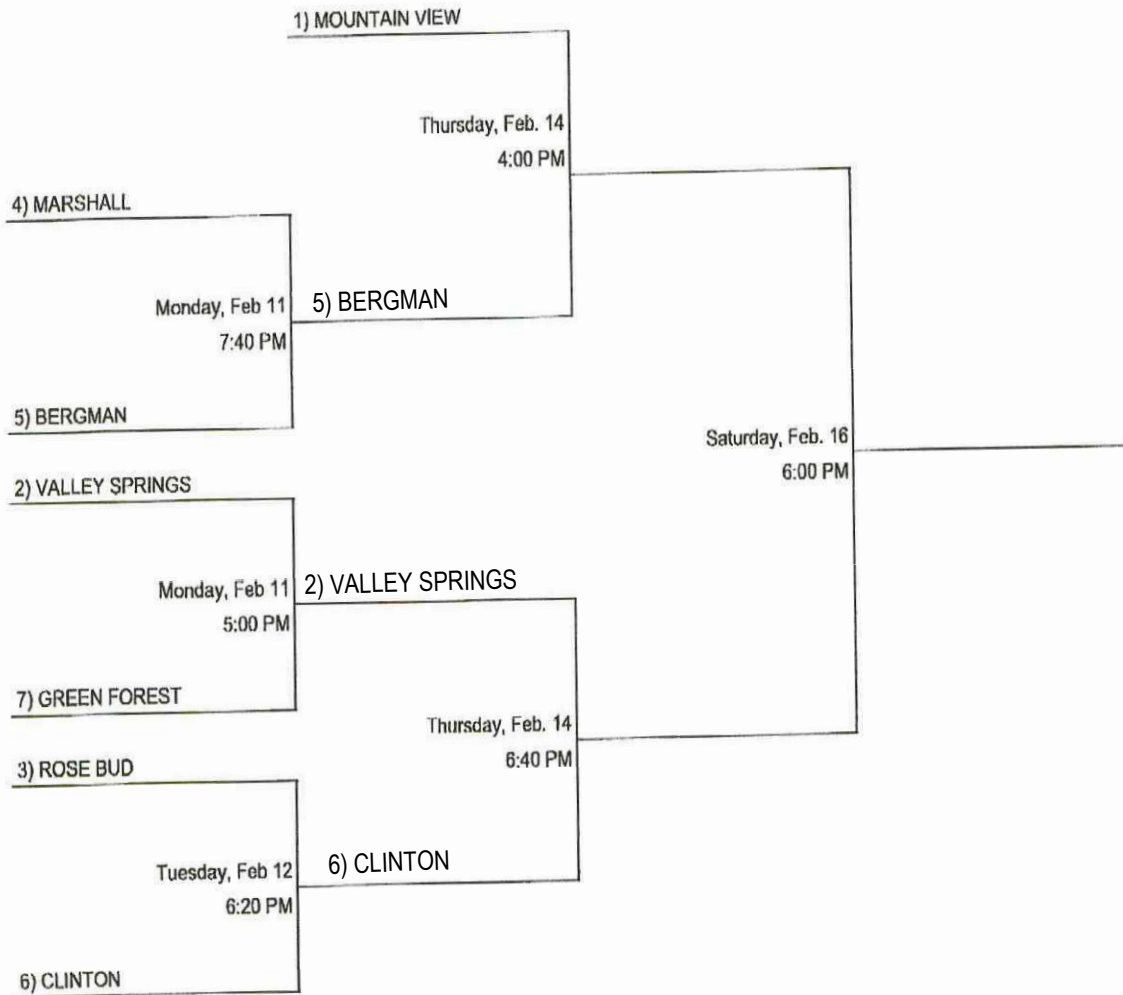 1) MOUNTAIN VIEW
Thursday, Feb. 14
4:00 PM
4) MARSHALL
Monday, Feb 11
7:40 PM
5) BERGMAN
5) BERGMAN
Saturday, Feb. 16
6:00 PM
2) VALLEY SPRINGS
Monday, Feb 11
5:00 PM
2) VALLEY SPRINGS
7) GREEN FOREST
Thursday, Feb. 14
6:40 PM
3) ROSE BUD
Tuesday, Feb 12
6:20 PM
6) CLINTON
6) CLINTON